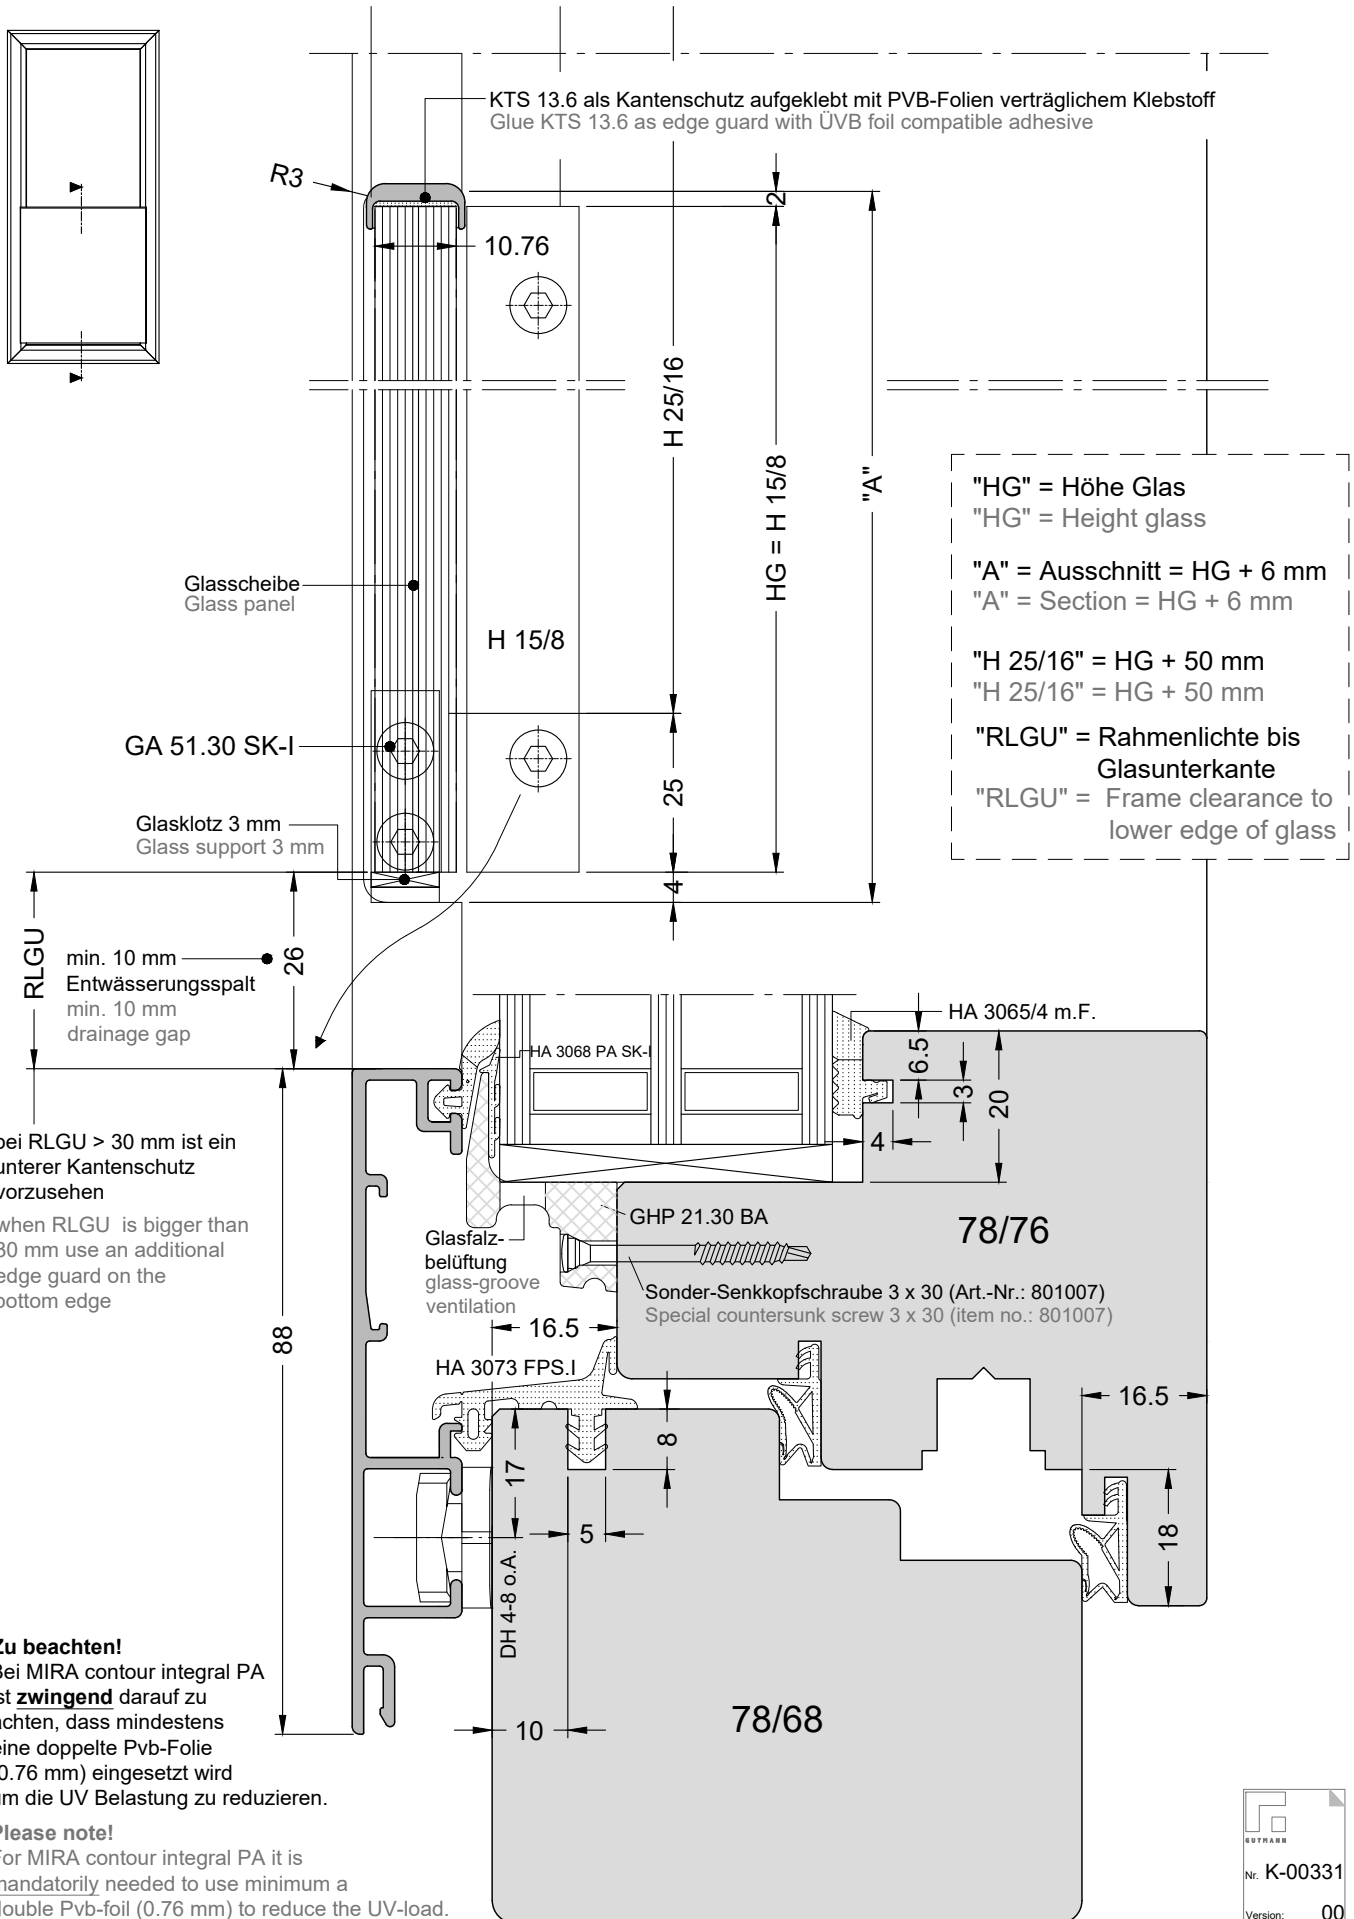 KTS 13.6 als Kantenschutz aufgeklebt mit PVB-Folien verträglichem Klebstoff
Glue KTS 13.6 as edge guard with ÜVB foil compatible adhesive
R3
2
10.76
H 25/16
HG = H 15/8
"A"
"HG" = Höhe Glas
"HG" = Height glass
"A" = Ausschnitt = HG + 6 mm
"A" = Section = HG + 6 mm
"H 25/16" = HG + 50 mm
"H 25/16" = HG + 50 mm
"RLGU" = Rahmenlichte bis
Glasunterkante
"RLGU" = Frame clearance to
lower edge of glass
Glasscheibe
Glass panel
H 15/8
GA 51.30 SK-I
25
Glasklotz 3 mm
Glass support 3 mm
4
RLGU
26
min. 10 mm
Entwässerungsspalt
min. 10 mm
drainage gap
HA 3065/4 m.F.
HA 3068 PA SK-I
6.5
3
20
4
bei RLGU > 30 mm ist ein
unterer Kantenschutz
vorzusehen
when RLGU is bigger than
30 mm use an additional
edge guard on the
bottom edge
GHP 21.30 BA
78/76
Glasfalz-
belüftung
glass-groove
ventilation
Sonder-Senkkopfschraube 3 x 30 (Art.-Nr.: 801007)
Special countersunk screw 3 x 30 (item no.: 801007)
88
16.5
HA 3073 FPS.I
16.5
8
17
5
18
DH 4-8 o.A.
10
78/68
Zu beachten!
Bei MIRA contour integral PA
ist zwingend darauf zu
achten, dass mindestens
eine doppelte Pvb-Folie
(0.76 mm) eingesetzt wird
um die UV Belastung zu reduzieren.
Please note!
For MIRA contour integral PA it is
mandatorily needed to use minimum a
double Pvb-foil (0.76 mm) to reduce the UV-load.
GUTMANN
Nr. K-00331
Version: 00